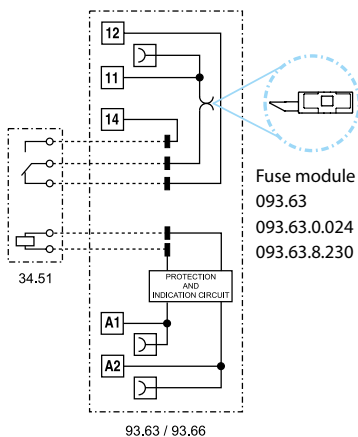 12
11
14
Fuse module
093.63
093.63.0.024
093.63.8.230
34.51
PROTECTION
AND
INDICATION CIRCUIT
A1
A2
93.63 / 93.66